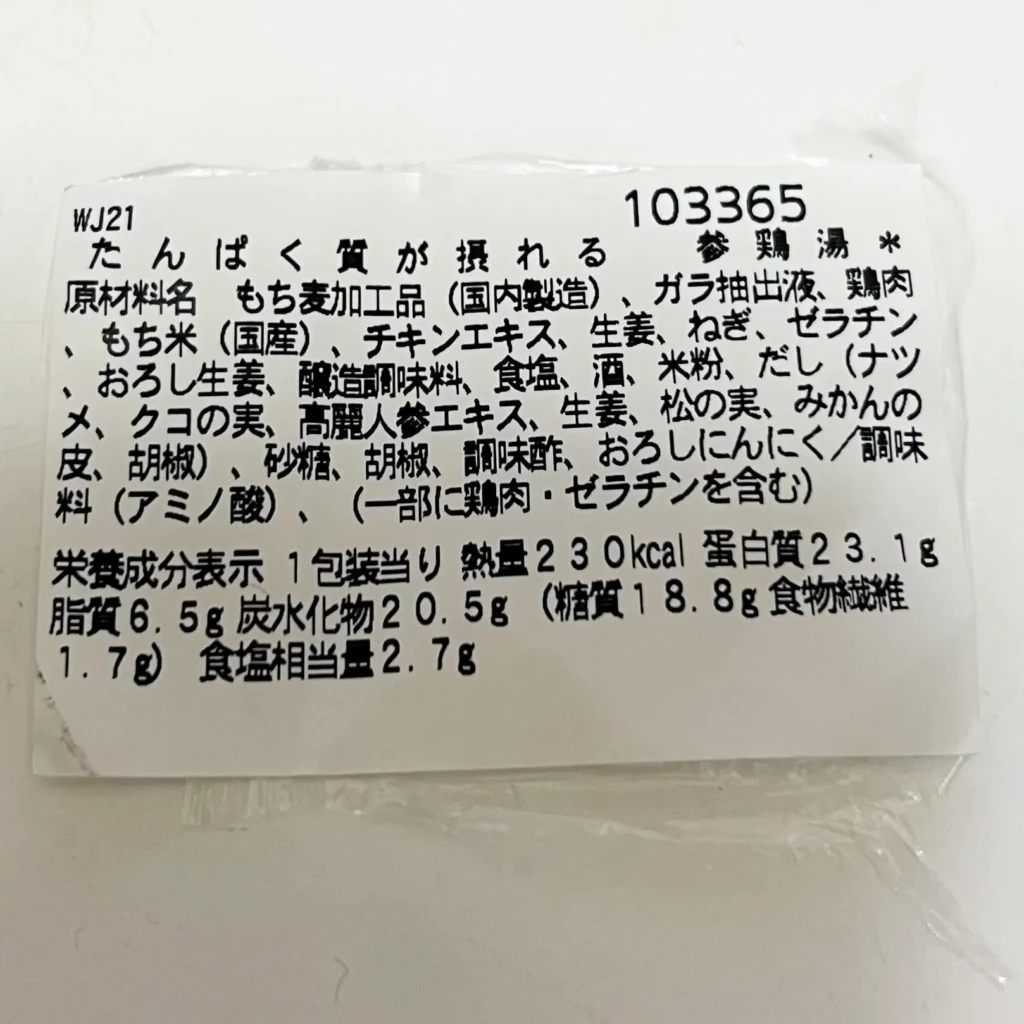 WJ21
103365
たんぱく質が摂れる 参鶏湯＊
原材料名 もち麦加工品（国内製造）、ガラ抽出液、鶏肉
、もち米（国産）、チキンエキス、生姜、ねぎ、ゼラチン
、おろし生姜、醸造調味料、食塩、酒、米粉、だし（ナツ
メ、クコの実、高麗人参エキス、生姜、松の実、みかんの
皮、胡椒）、砂糖、胡椒、調味酢、おろしにんにく／調味
料（アミノ酸）、（一部に鶏肉・ゼラチンを含む）
栄養成分表示 1包装当り 熱量230kcal 蛋白質23.1g
脂質6.5g 炭水化物20.5g （糖質18.8g 食物繊維
1.7g） 食塩相当量2.7g